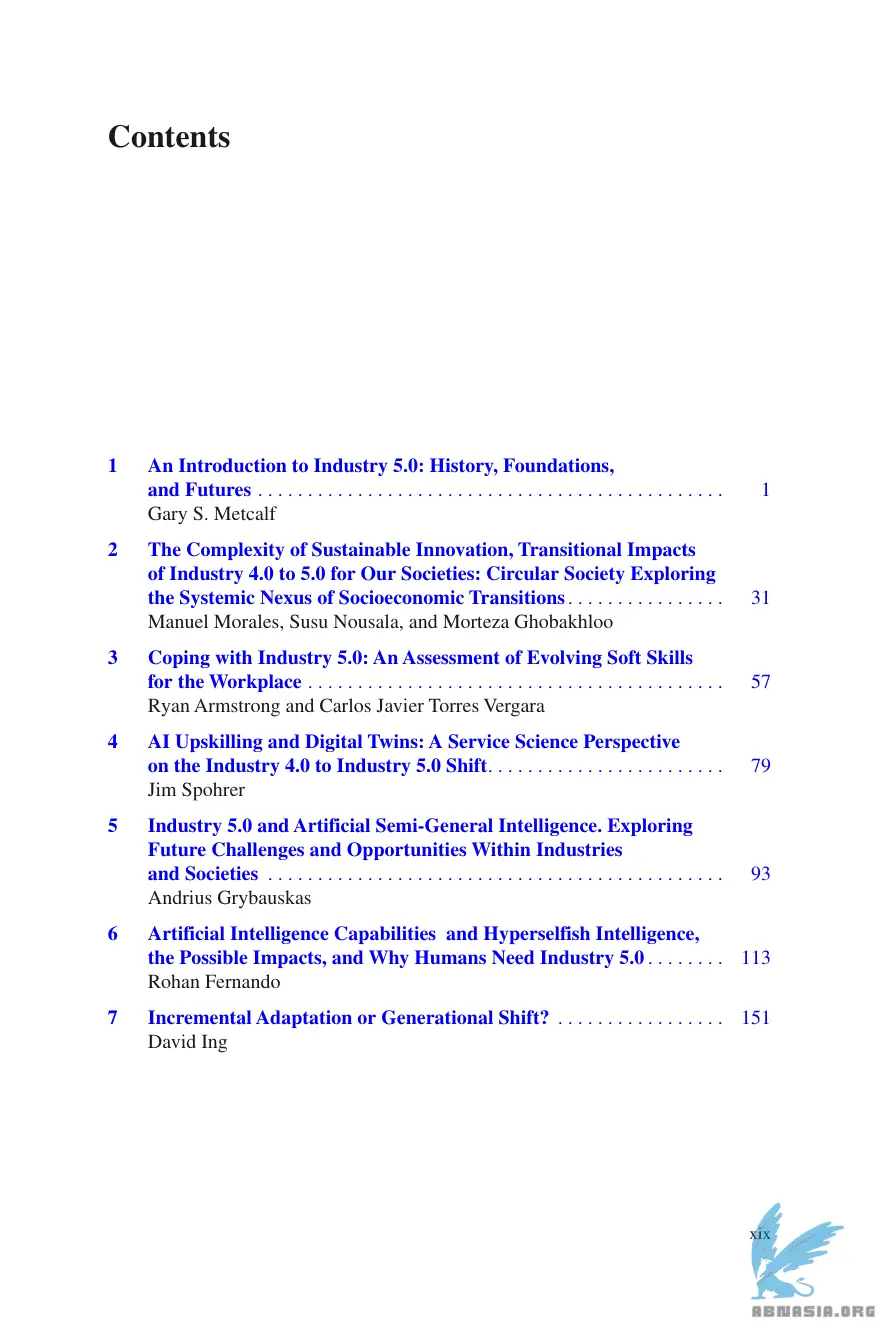 Contents
1 An Introduction to Industry 5.0: History, Foundations,
and Futures . . . . . . . . . . . . . . . . . . . . . . . . . . . . . . . . . . . . . . . . . . . . . . . 1
Gary S. Metcalf
2 The Complexity of Sustainable Innovation, Transitional Impacts
of Industry 4.0 to 5.0 for Our Societies: Circular Society Exploring
the Systemic Nexus of Socioeconomic Transitions . . . . . . . . . . . . . . . . 31
Manuel Morales, Susu Nousala, and Morteza Ghobakhloo
3 Coping with Industry 5.0: An Assessment of Evolving Soft Skills
for the Workplace . . . . . . . . . . . . . . . . . . . . . . . . . . . . . . . . . . . . . . . . . . 57
Ryan Armstrong and Carlos Javier Torres Vergara
4 AI Upskilling and Digital Twins: A Service Science Perspective
on the Industry 4.0 to Industry 5.0 Shift. . . . . . . . . . . . . . . . . . . . . . . . 79
Jim Spohrer
5 Industry 5.0 and Artificial Semi-General Intelligence. Exploring
Future Challenges and Opportunities Within Industries
and Societies . . . . . . . . . . . . . . . . . . . . . . . . . . . . . . . . . . . . . . . . . . . . . . 93
Andrius Grybauskas
6 Artificial Intelligence Capabilities and Hyperselfish Intelligence,
the Possible Impacts, and Why Humans Need Industry 5.0 . . . . . . . . 113
Rohan Fernando
7 Incremental Adaptation or Generational Shift? . . . . . . . . . . . . . . . . . 151
David Ing
xix
ABNASIA.ORG